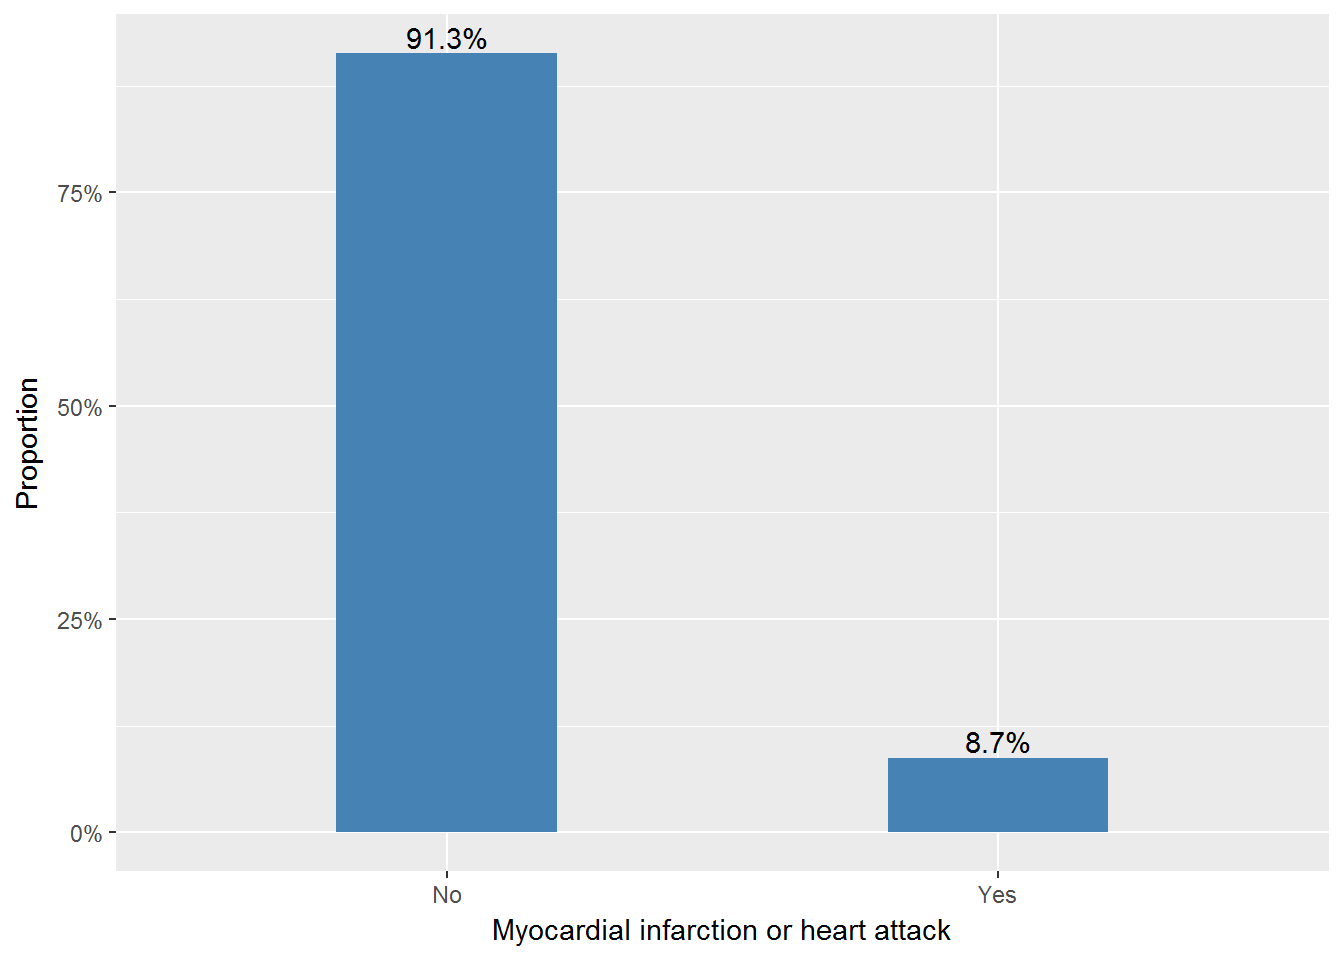 91.3%
75%
50%
25%
0%
8.7%
No
Yes
Myocardial infarction or heart attack
Proportion